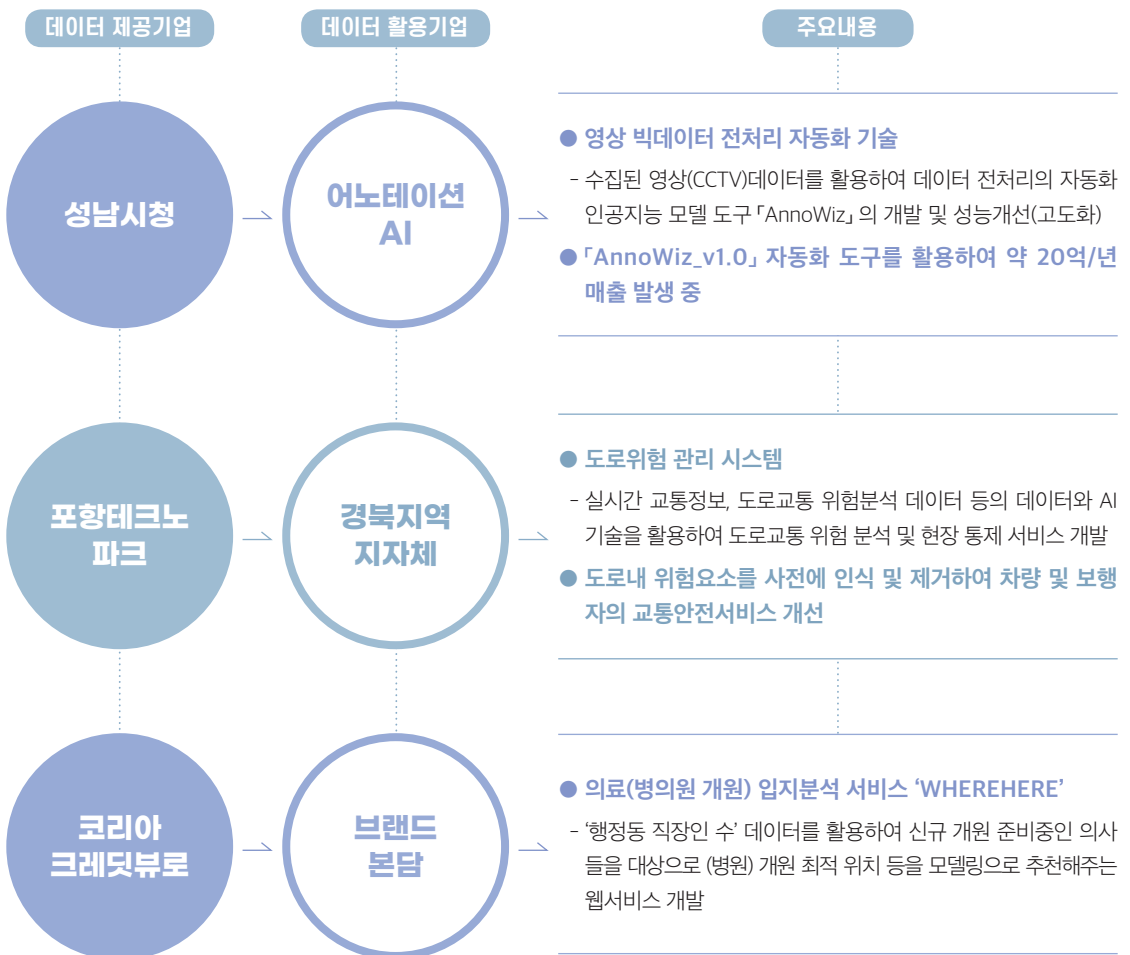 데이터 제공기업
데이터 활용기업
주요내용
성남시청
어노테이션
AI
● 영상 빅데이터 전처리 자동화 기술
- 수집된 영상(CCTV)데이터를 활용하여 데이터 전처리의 자동화
인공지능 모델 도구 「AnnoWiz」의 개발 및 성능개선(고도화)
● 「AnnoWiz_v1.0」 자동화 도구를 활용하여 약 20억/년
매출 발생 중
포항테크노
파크
경북지역
지자체
● 도로위험 관리 시스템
- 실시간 교통정보, 도로교통 위험분석 데이터 등의 데이터와 AI
기술을 활용하여 도로교통 위험 분석 및 현장 통제 서비스 개발
● 도로내 위험요소를 사전에 인식 및 제거하여 차량 및 보행
자의 교통안전서비스 개선
코리아
크레딧뷰로
브랜드
본담
● 의료(병의원 개원) 입지분석 서비스 ‘WHEREHERE’
- ‘행정동 직장인 수’ 데이터를 활용하여 신규 개원 준비중인 의사
들을 대상으로 (병원) 개원 최적 위치 등을 모델링으로 추천해주는
웹서비스 개발